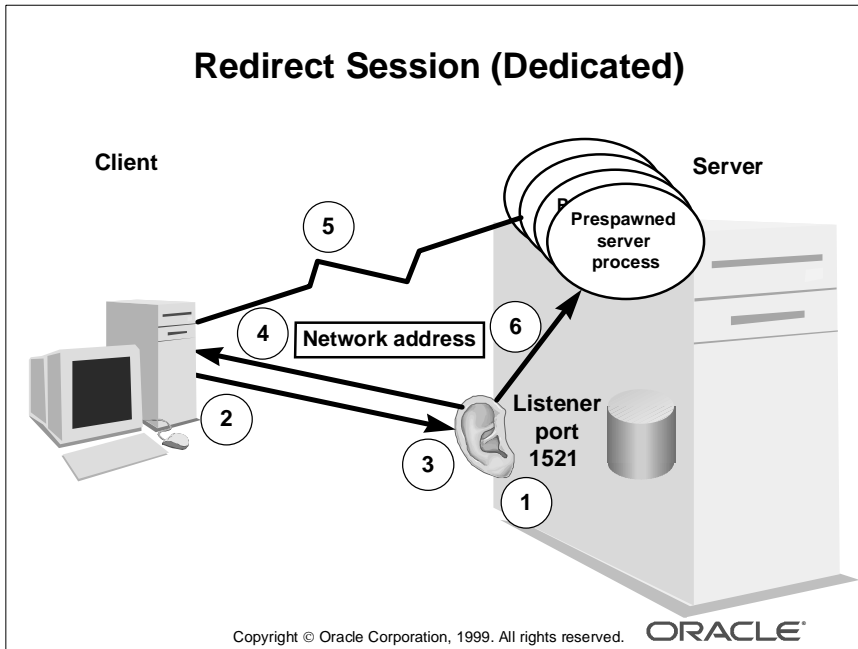 Redirect Session (Dedicated)
Client
Server
5
Prespawned
server
process
4
Network address
6
2
Listener
port
1521
3
1
Copyright © Oracle Corporation, 1999. All rights reserved.
ORACLE®